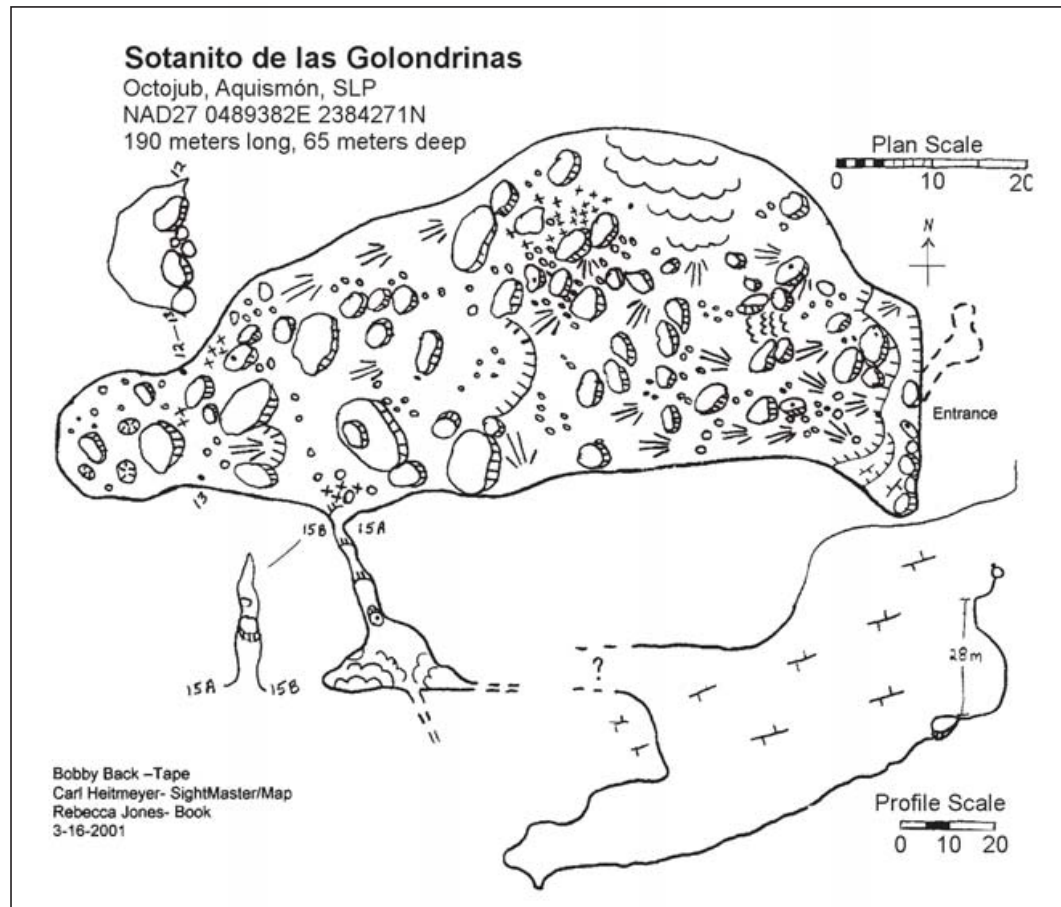 Sotanito de las Golondrinas
Octojub, Aquismón, SLP
NAD27 0489382E 2384271N
190 meters long, 65 meters deep
Plan Scale
0 10 20
N
12
13
12
13
Entrance
15B 15A
15A 15B
?
28m
Bobby Back –Tape
Carl Heitmeyer- SightMaster/Map
Rebecca Jones- Book
3-16-2001
Profile Scale
0 10 20